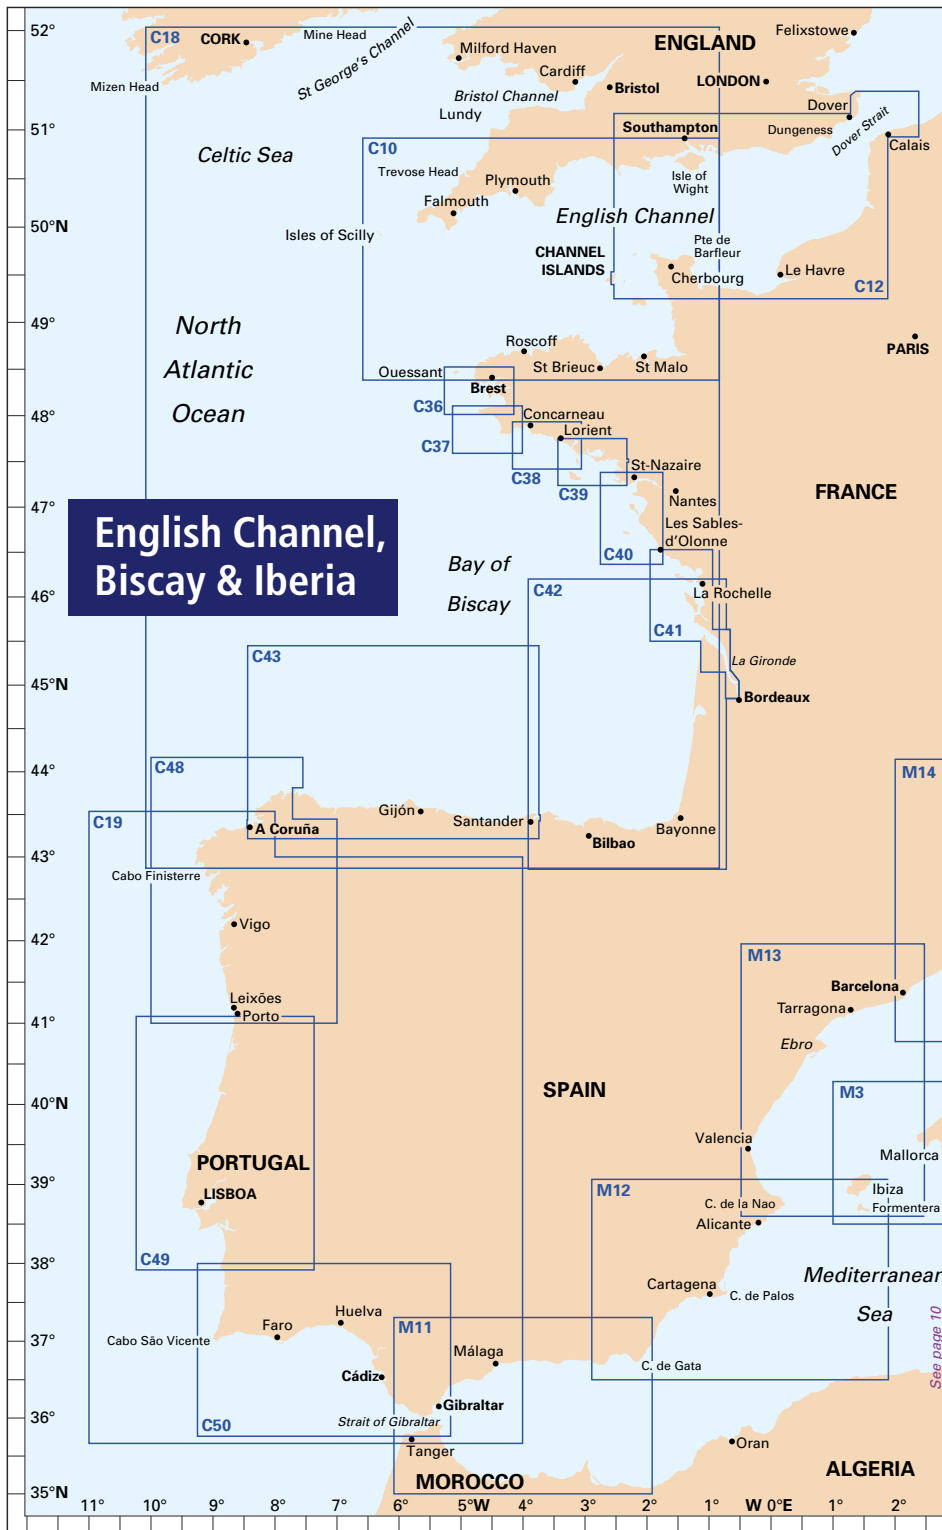 52°
C18
CORK
Mine Head
St George's Channel
Milford Haven
ENGLAND
Felixstowe
Mizen Head
Cardiff
Bristol
LONDON
Bristol Channel
Lundy
Dover
51°
Southampton
Dungeness
Dover Strait
Calais
C10
Celtic Sea
Trevose Head
Plymouth
Isle of
Wight
Falmouth
50°N
English Channel
Isles of Scilly
Pte de
Barfleur
CHANNEL
ISLANDS
Cherbourg
Le Havre
C12
49°
North
Atlantic
Ocean
Roscoff
PARIS
Ouessant
St Brieuc
St Malo
Brest
C36
48°
Concarneau
Lorient
C37
C38
C39
St-Nazaire
Nantes
FRANCE
47°
English Channel,
Biscay & Iberia
Les Sables-
d'Olonne
C40
Bay of
Biscay
46°
C42
La Rochelle
C41
C43
La Gironde
45°N
Bordeaux
C48
44°
M14
C19
Gijón
A Coruña
Santander
Bayonne
Bilbao
43°
Cabo Finisterre
Vigo
42°
M13
Barcelona
Leixões
Porto
Tarragona
41°
Ebro
40°N
SPAIN
M3
Valencia
Mallorca
PORTUGAL
39°
LISBOA
M12
C. de la Nao
Ibiza
Formentera
Alicante
38°
C49
Mediterranean
Sea
Cartagena
C. de Palos
37°
Huelva
Faro
Cabo São Vicente
M11
Málaga
C. de Gata
See page 10
Cádiz
Gibraltar
36°
C50
Strait of Gibraltar
Tanger
Oran
MOROCCO
ALGERIA
35°N
11°
10°
9°
8°
7°
6°
5°W
4°
3°
2°
1°
W 0°E
1°
2°